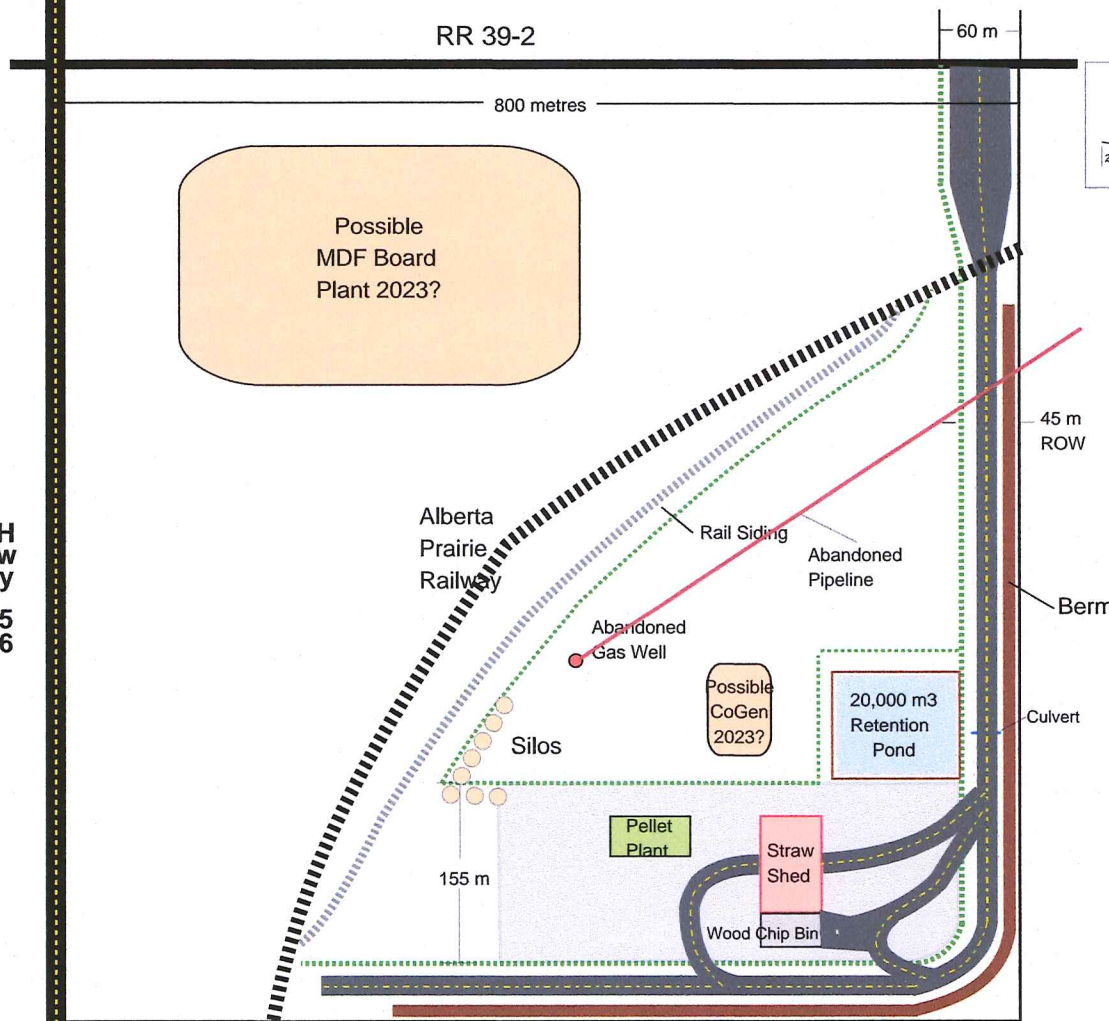 RR 39-2
60 m
800 metres
Possible
MDF Board
Plant 2023?
45 m
ROW
Alberta
Prairie
Railway
Rail Siding
Abandoned
Pipeline
H
w
y
5
6
Berm
Abandoned
Gas Well
Possible
CoGen
2023?
20,000 m3
Retention
Pond
Culvert
Silos
Pellet
Plant
Straw
Shed
155 m
Wood Chip Bin